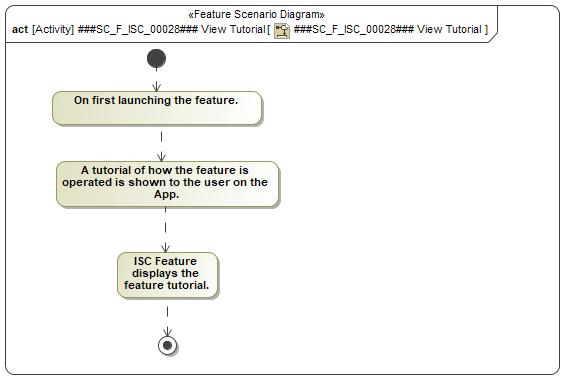 «Feature Scenario Diagram»
act [Activity] ###SC_F_ISC_00028### View Tutorial[ ###SC_F_ISC_00028### View Tutorial ]
On first launching the feature.
A tutorial of how the feature is
operated is shown to the user on the
App.
ISC Feature
displays the
feature tutorial.